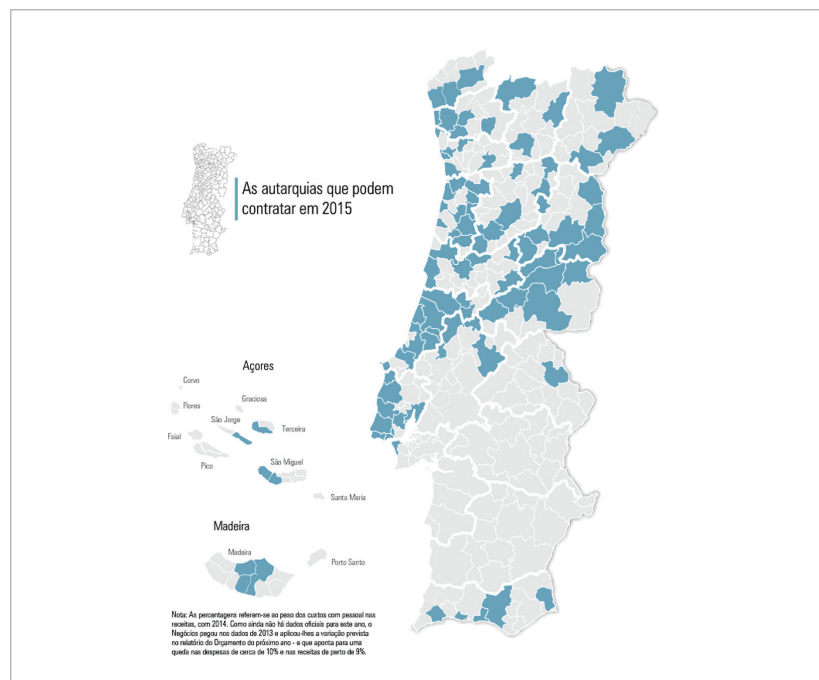 As autarquias que podem
contratar em 2015
Açores
Corvo
Graciosa
Flores
São Jorge
Terceira
Faial
São Miguel
Pico
Santa Maria
Madeira
Madeira
Porto Santo
Nota: As percentagens referem-se ao peso dos custos com pessoal nas
receitas, com 2014. Como ainda não há dados oficiais para este ano, o
Negócios pegou nos dados de 2013 e aplicou-lhes a variação prevista
no relatório do Orçamento do próximo ano - e que aponta para uma
queda nas despesas de cerca de 10% e nas receitas de perto de 9%.